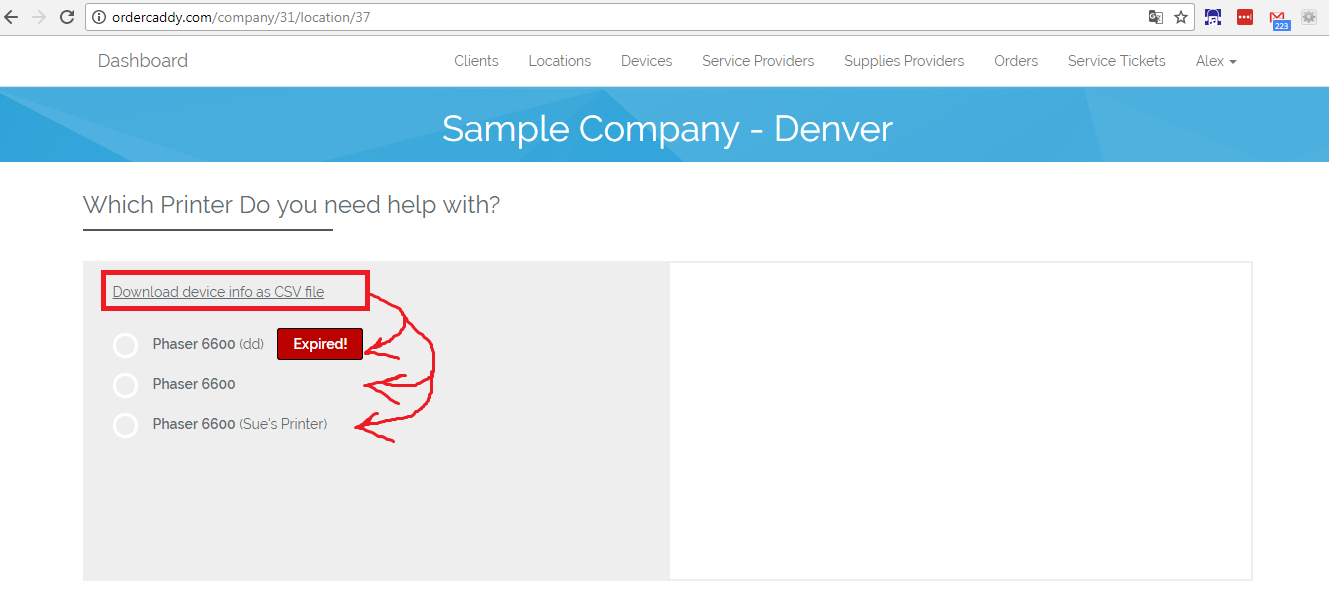 ordercaddy.com/company/31/location/37
223
Dashboard Clients Locations Devices Service Providers Supplies Providers Orders Service Tickets Alex
Sample Company - Denver
Which Printer Do you need help with?
Download device info as CSV file
Phaser 6600 (dd) Expired!
Phaser 6600
Phaser 6600 (Sue's Printer)